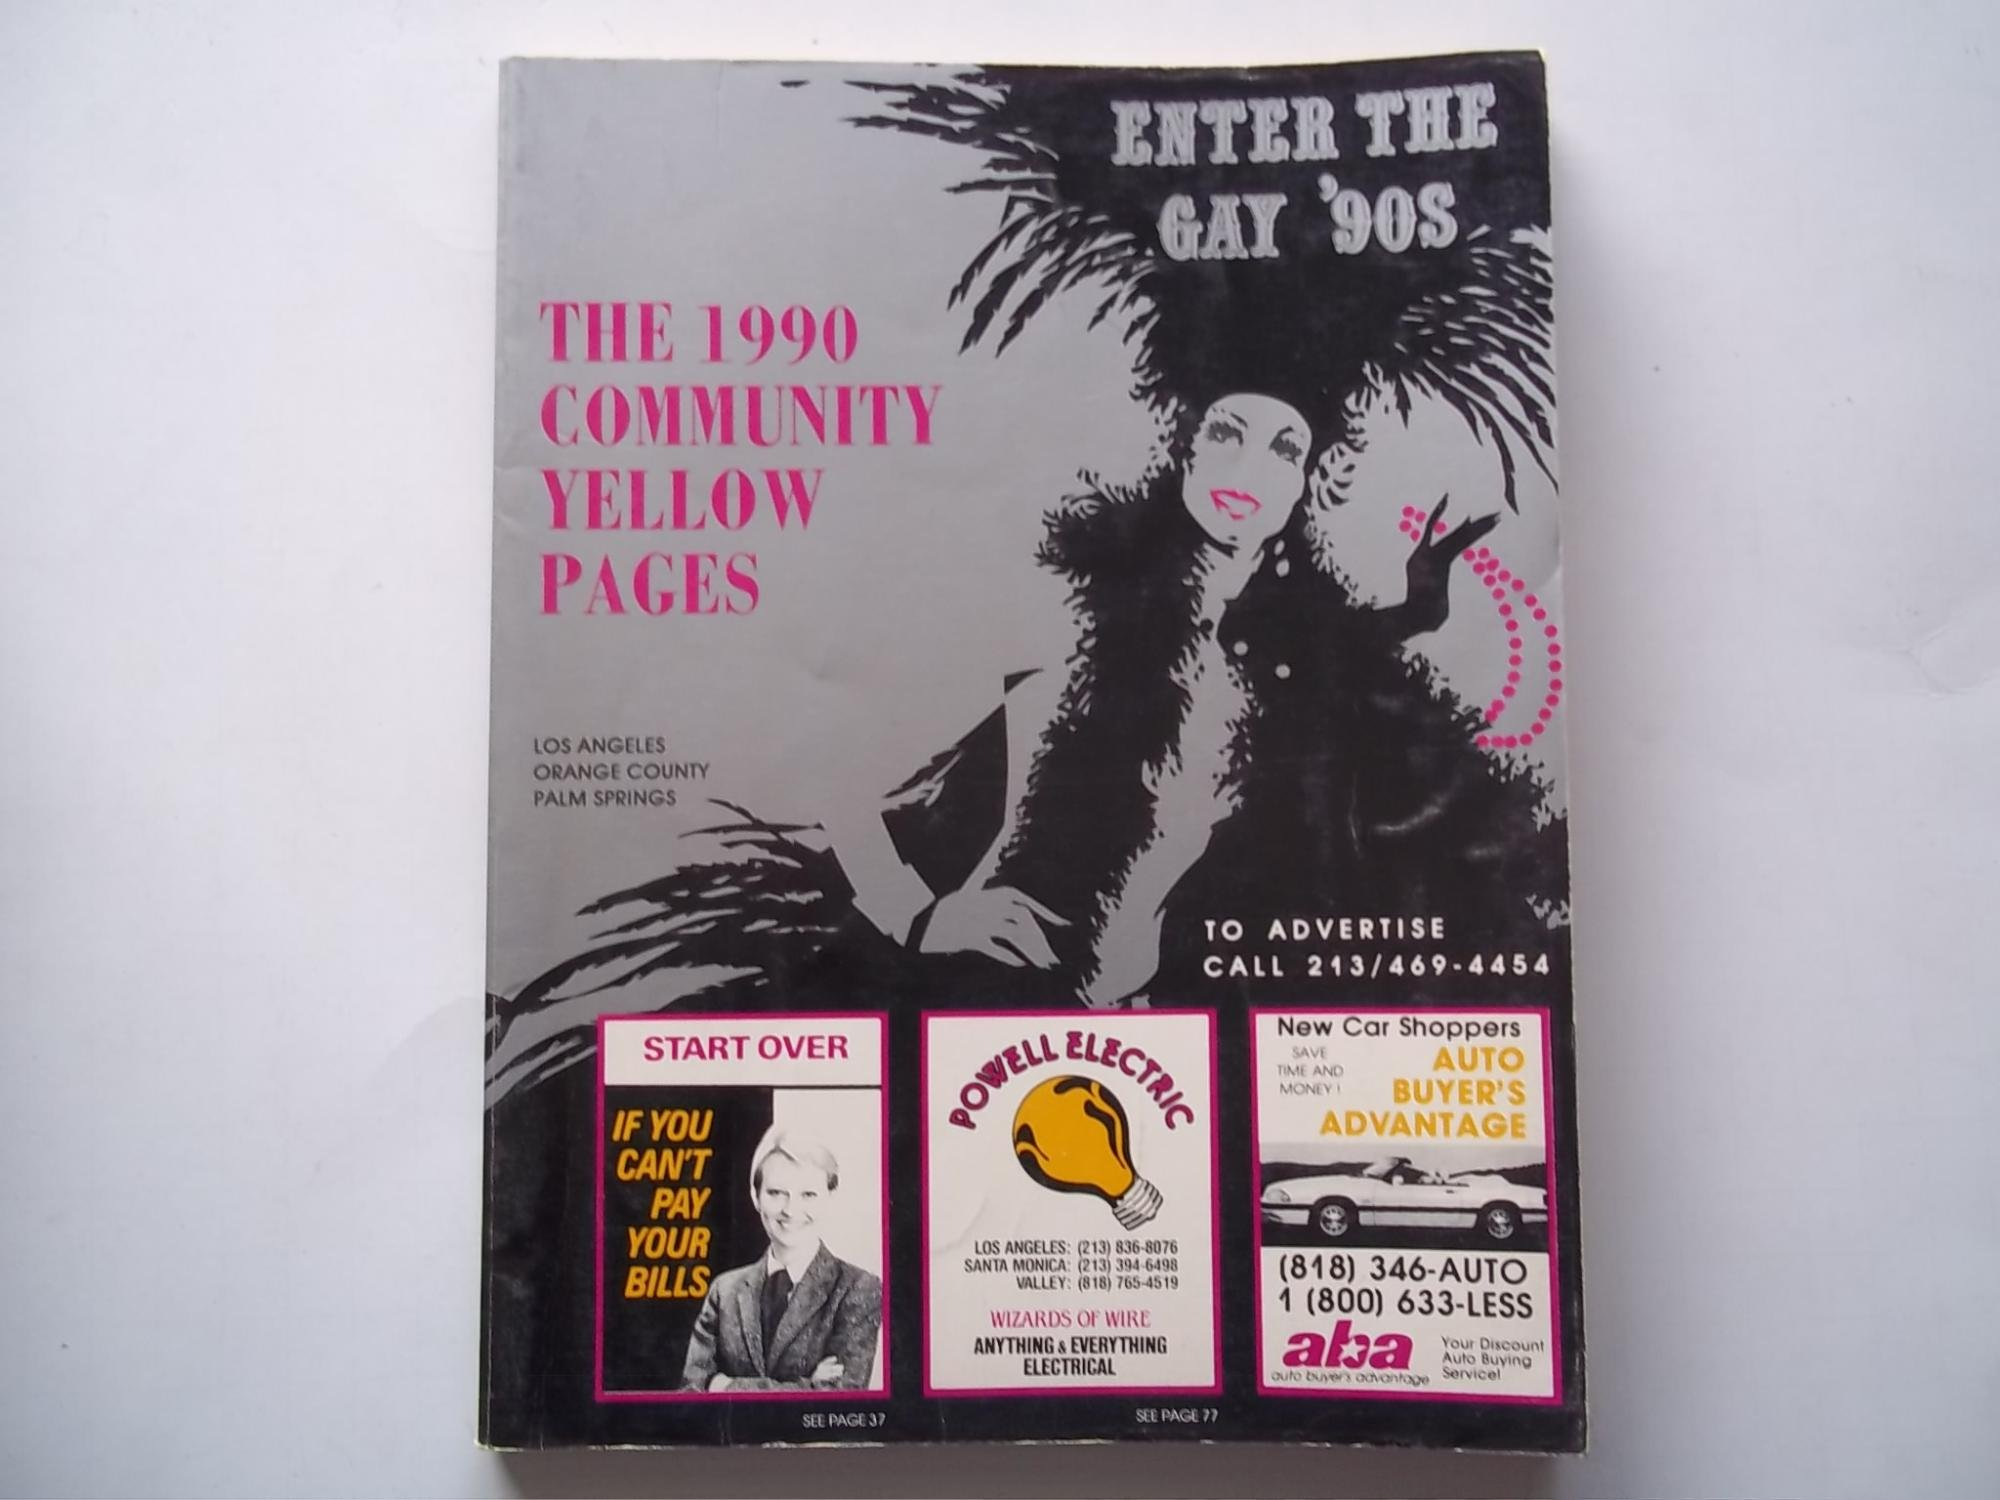 ENTER THE
GAY '90S
THE 1990
COMMUNITY
YELLOW
PAGES
LOS ANGELES
ORANGE COUNTY
PALM SPRINGS
TO ADVERTISE
CALL 213/469-4454
START OVER
IF YOU
CAN'T
PAY
YOUR
BILLS
SEE PAGE 37
POWELL ELECTRIC
LOS ANGELES: (213) 836-8076
SANTA MONICA: (213) 394-6498
VALLEY: (818) 765-4519
WIZARDS OF WIRE
ANYTHING & EVERYTHING
ELECTRICAL
SEE PAGE 77
New Car Shoppers
SAVE
TIME AND
MONEY!
AUTO
BUYER'S
ADVANTAGE
(818) 346-AUTO
1 (800) 633-LESS
aba
auto buyer's advantage
Your Discount
Auto Buying
Service!